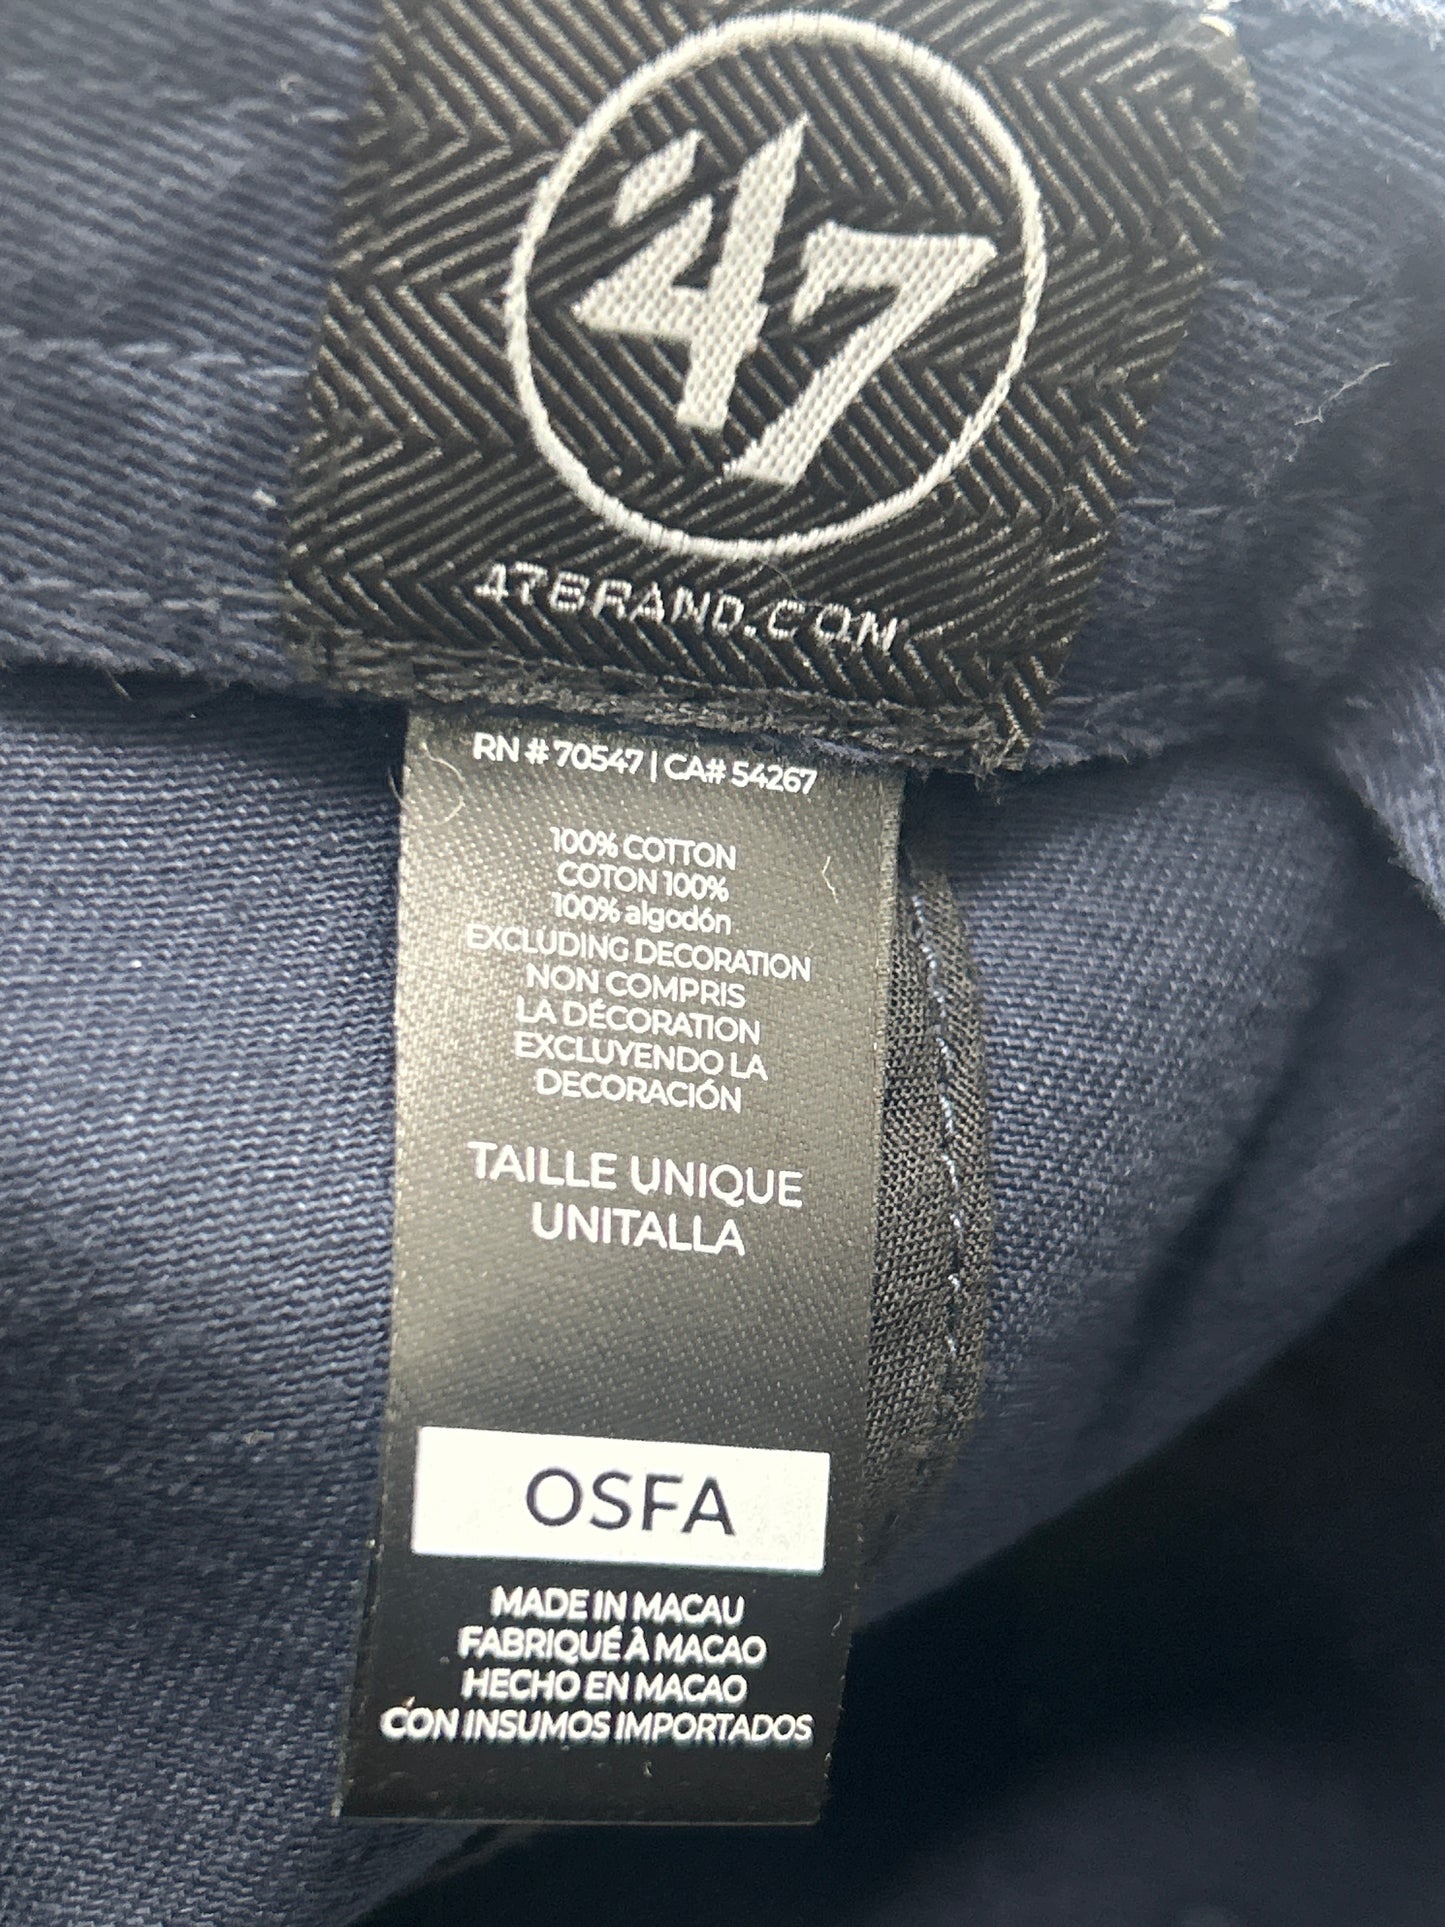 '47
47BRAND.COM
RN # 70547 | CA# 54267
100% COTTON
COTON 100%
100% algodón
EXCLUDING DECORATION
NON COMPRIS
LA DÉCORATION
EXCLUYENDO LA
DECORACIÓN
TAILLE UNIQUE
UNITALLA
OSFA
MADE IN MACAU
FABRIQUÉ À MACAO
HECHO EN MACAO
CON INSUMOS IMPORTADOS